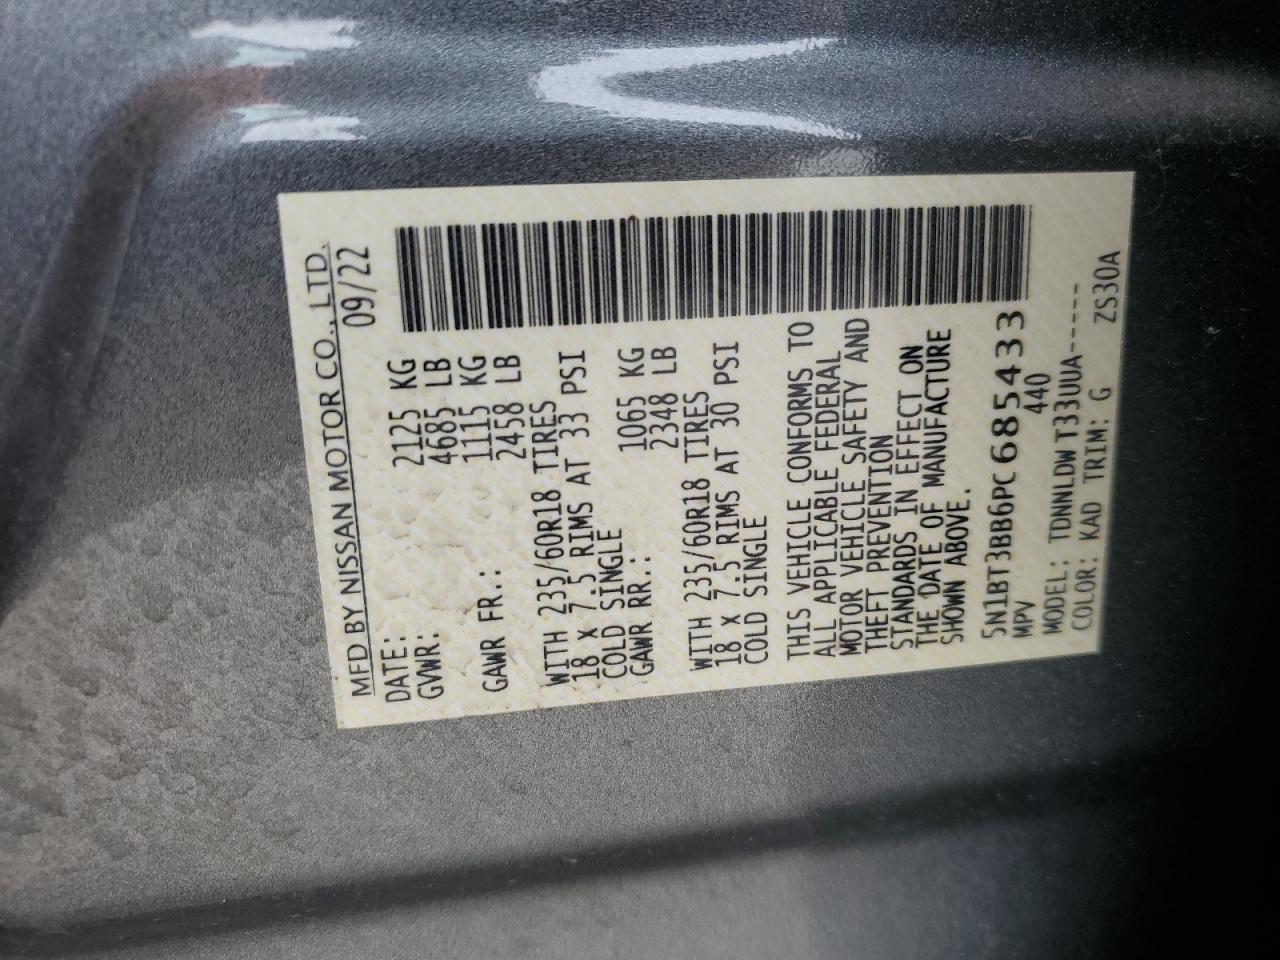 MFD BY NISSAN MOTOR CO., LTD.
DATE: 09/22
GVWR: 2125 KG
4685 LB
GAWR FR.: 1115 KG
2458 LB
WITH 235/60R18 TIRES
18 X 7.5 RIMS AT 33 PSI
COLD SINGLE
GAWR RR.: 1065 KG
2348 LB
WITH 235/60R18 TIRES
18 X 7.5 RIMS AT 30 PSI
COLD SINGLE
THIS VEHICLE CONFORMS TO
ALL APPLICABLE FEDERAL
MOTOR VEHICLE SAFETY AND
THEFT PREVENTION
STANDARDS IN EFFECT ON
THE DATE OF MANUFACTURE
SHOWN ABOVE.
5N1BT3BB6PC685433
MPV 440
MODEL: TDNNLDWT33UUA-----
COLOR: KAD TRIM: G ZS30A